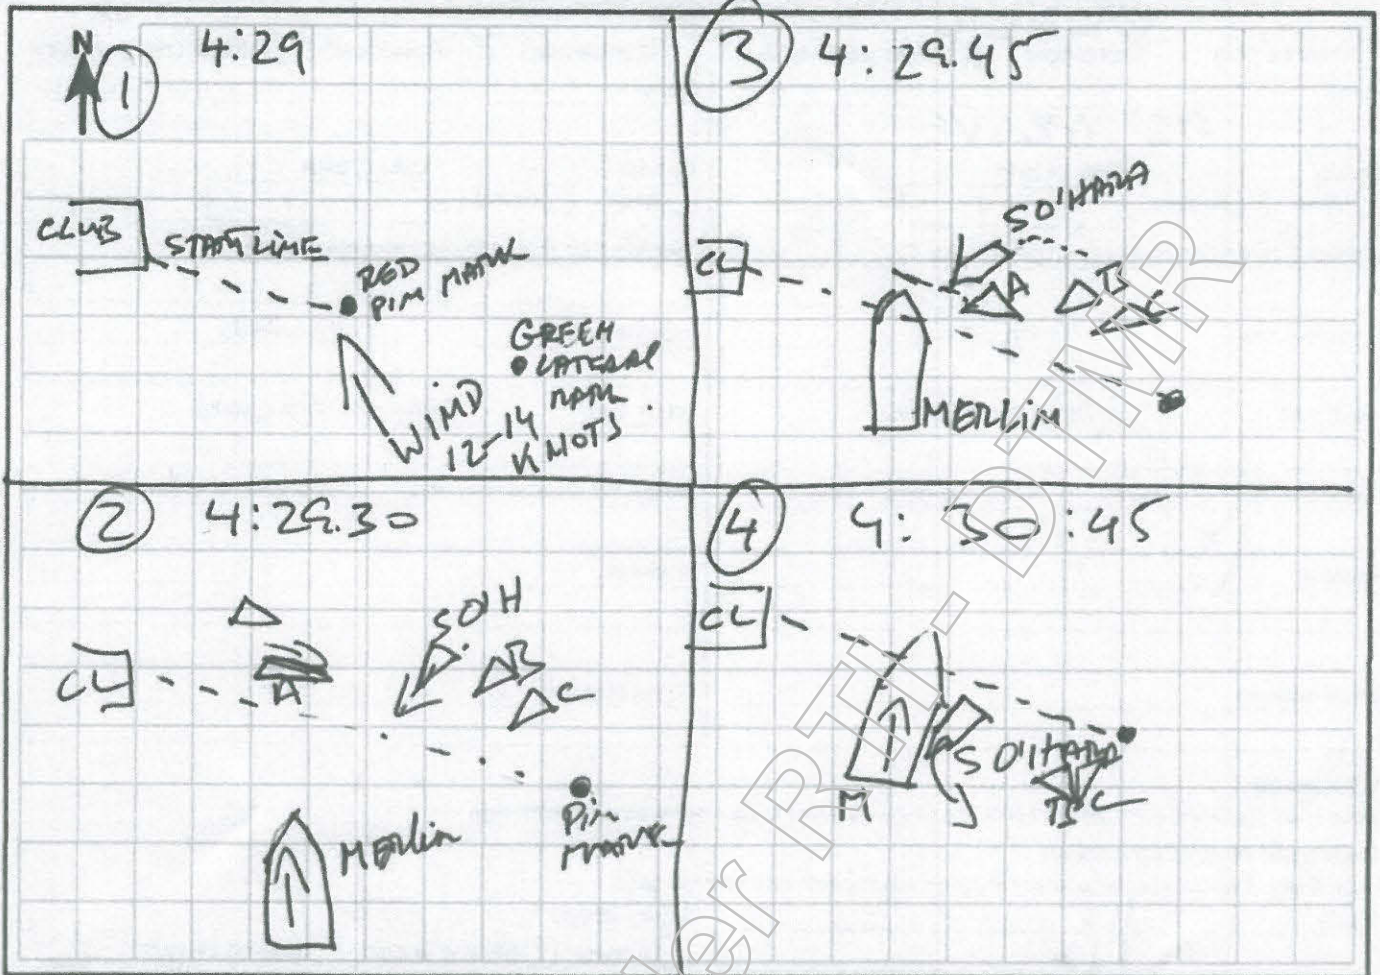 N
1
4:29
CLUB
START LINE
RED
PIN MARK
GREEN
LATERAL
MARK.
WIND
12-14
KNOTS
2
4:29.30
SO'H
CL
A
B
C
MERLIN
PIN
MARK
3
4:29.45
SO'HARA
CL
A
B
C
MERLIN
4
4:30:45
CL
SO'HARA
M
B
C
RTI - DTMR